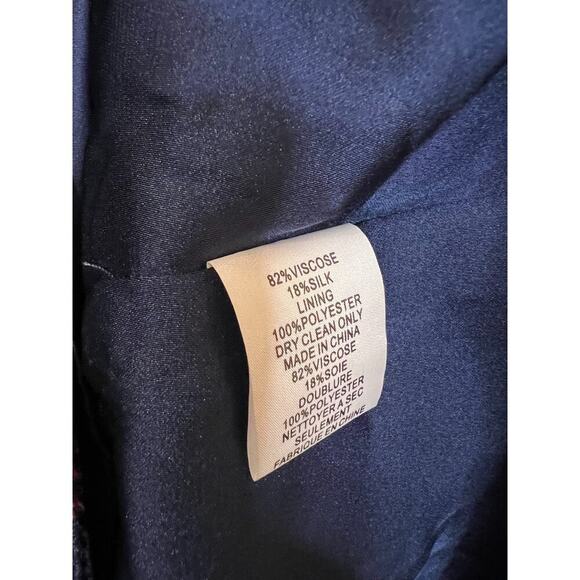 82%VISCOSE
18%SILK
LINING
100%POLYESTER
DRY CLEAN ONLY
MADE IN CHINA
82%VISCOSE
18%SOIE
DOUBLURE
100%POLYESTER
NETTOYER A SEC
SEULEMENT
FABRIQUE EN CHINE